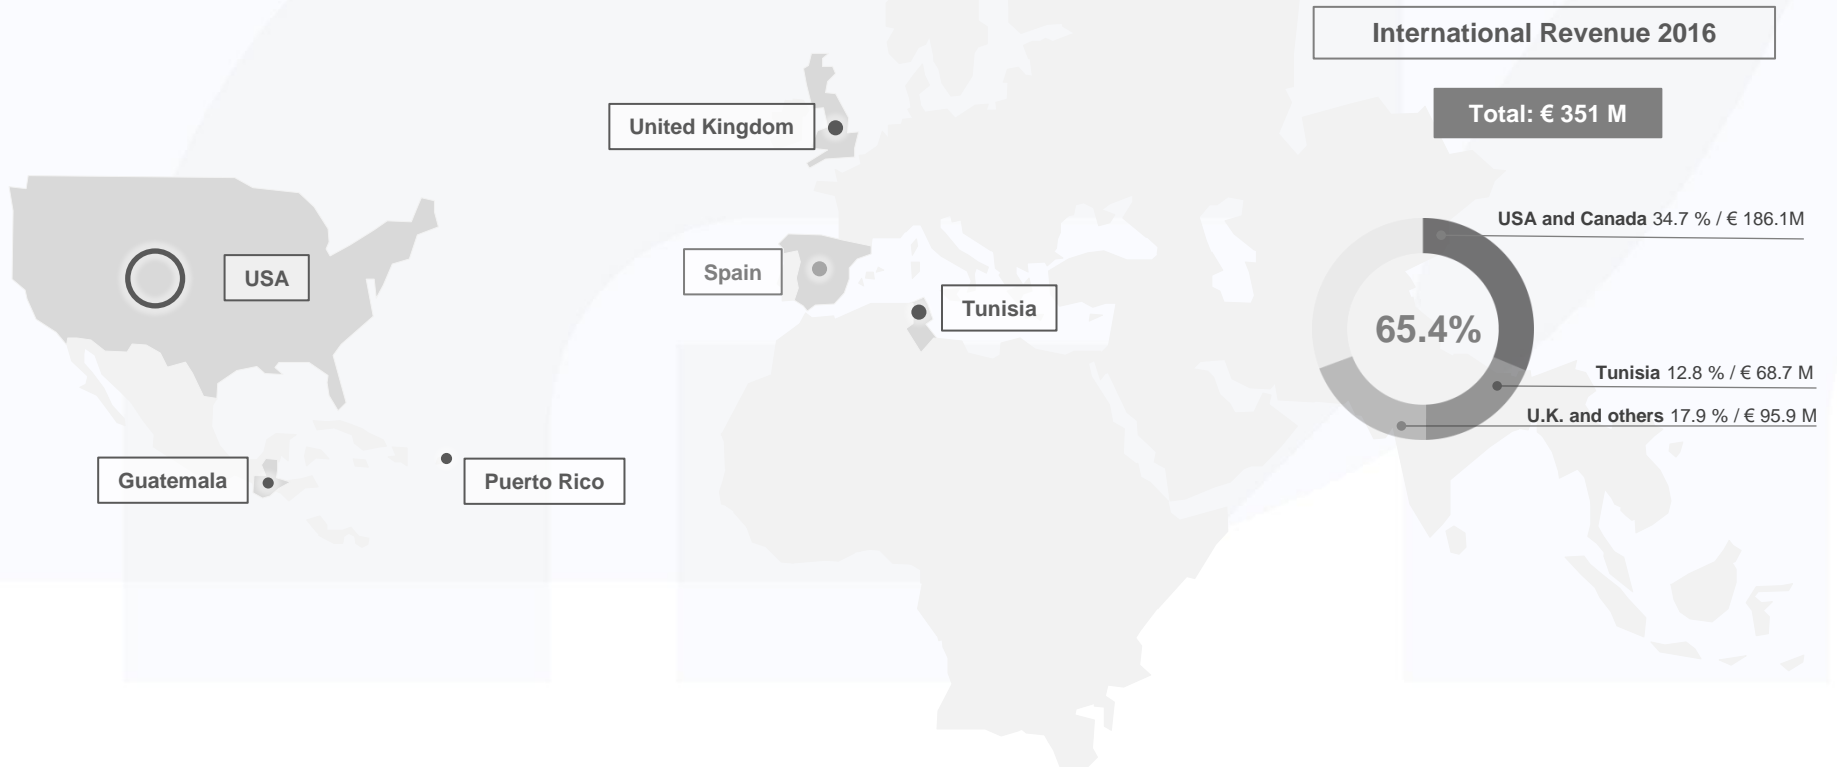 International Revenue 2016
Total: € 351 M
United Kingdom
USA and Canada 34.7 % / € 186.1M
USA
Spain
Tunisia
65.4%
Tunisia 12.8 % / € 68.7 M
U.K. and others 17.9 % / € 95.9 M
Guatemala
Puerto Rico